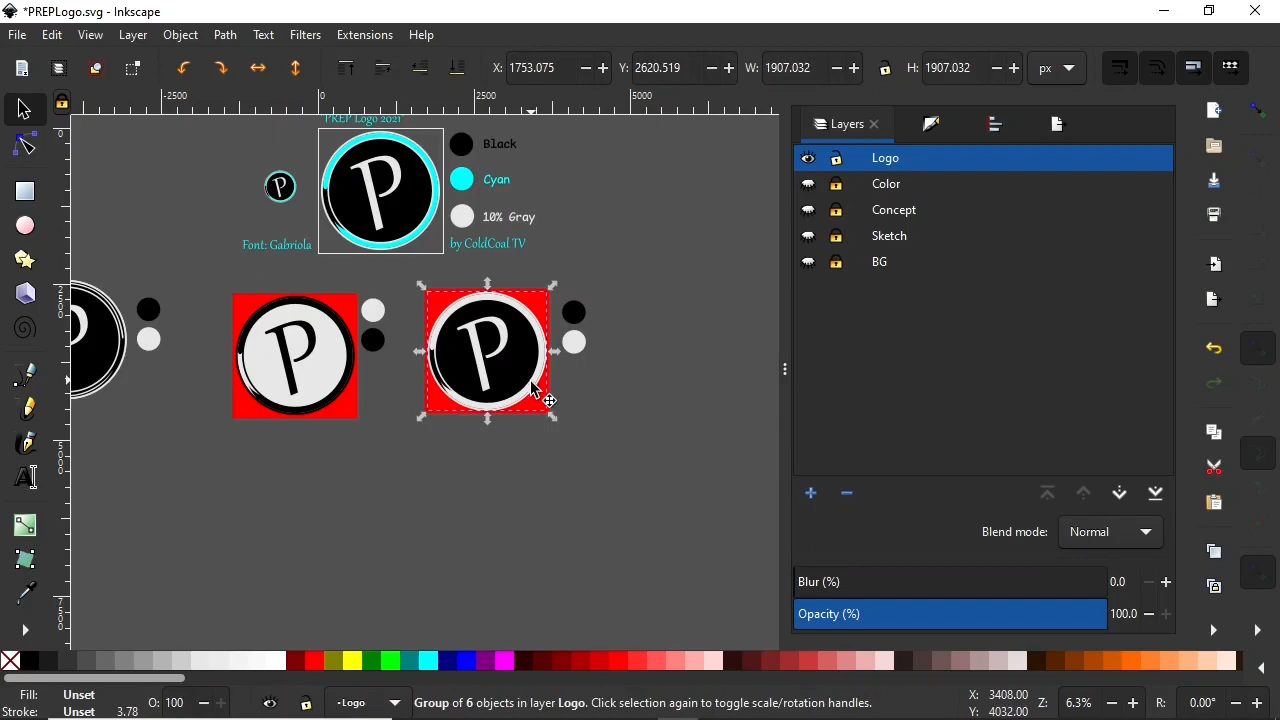 *PREPLogo.svg - Inkscape
File Edit View Layer Object Path Text Filters Extensions Help
X: 1753.075 Y: 2620.519 W: 1907.032 H: 1907.032 px
-2500 0 2500 5000
PREP Logo 2021
Black
Cyan
10% Gray
Font: Gabriola
by ColdCoal TV
P
P
P
P
P
0
2500
5000
7500
Layers
Logo
Color
Concept
Sketch
BG
Blend mode: Normal
Blur (%) 0.0
Opacity (%) 100.0
Fill: Unset
Stroke: Unset 3.78
O: 100
Logo
Group of 6 objects in layer Logo. Click selection again to toggle scale/rotation handles.
X: 3408.00
Y: 4032.00
Z: 6.3%
R: 0.00°